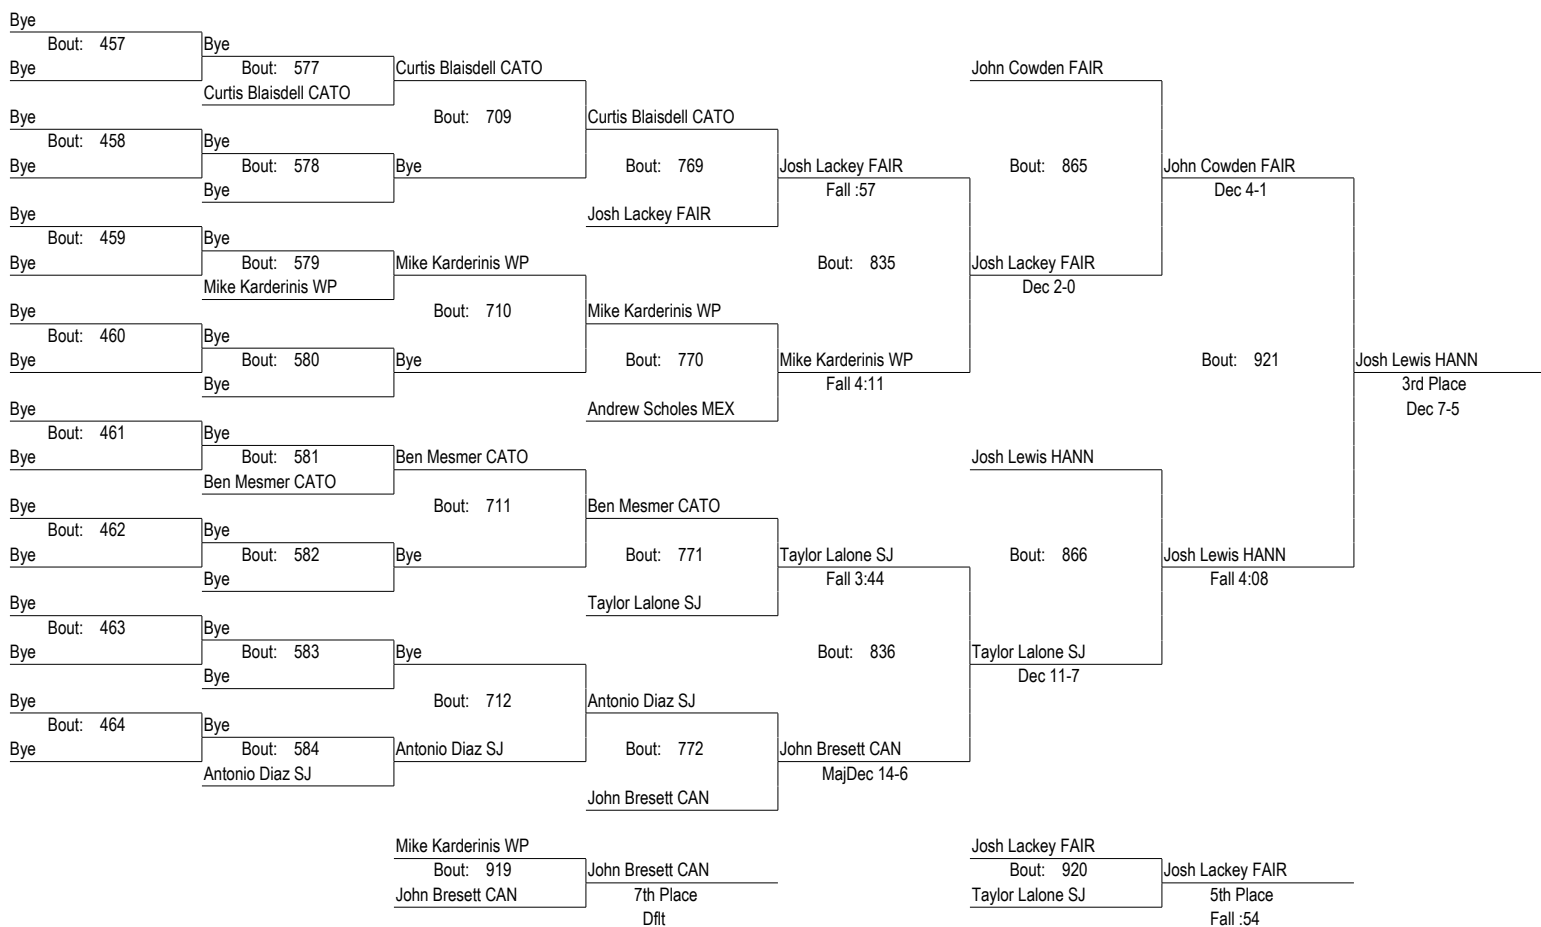 Bye
Bout: 457 Bye
Bye Bout: 577 Curtis Blaisdell CATO John Cowden FAIR
Curtis Blaisdell CATO
Bye Bout: 709 Curtis Blaisdell CATO
Bout: 458 Bye
Bye Bout: 578 Bye Bout: 769 Josh Lackey FAIR Bout: 865 John Cowden FAIR
Bye Fall :57 Dec 4-1
Bye Josh Lackey FAIR
Bout: 459 Bye
Bye Bout: 579 Mike Karderinis WP Bout: 835 Josh Lackey FAIR
Mike Karderinis WP Dec 2-0
Bye Bout: 710 Mike Karderinis WP
Bout: 460 Bye
Bye Bout: 580 Bye Bout: 770 Mike Karderinis WP Bout: 921 Josh Lewis HANN
Bye Fall 4:11 3rd Place
Bye Andrew Scholes MEX Dec 7-5
Bout: 461 Bye
Bye Bout: 581 Ben Mesmer CATO Josh Lewis HANN
Ben Mesmer CATO
Bye Bout: 711 Ben Mesmer CATO
Bout: 462 Bye
Bye Bout: 582 Bye Bout: 771 Taylor Lalone SJ Bout: 866 Josh Lewis HANN
Bye Fall 3:44 Fall 4:08
Bye Taylor Lalone SJ
Bout: 463 Bye
Bye Bout: 583 Bye Bout: 836 Taylor Lalone SJ
Bye Dec 11-7
Bye Bout: 712 Antonio Diaz SJ
Bout: 464 Bye
Bye Bout: 584 Antonio Diaz SJ Bout: 772 John Bresett CAN
Antonio Diaz SJ MajDec 14-6
John Bresett CAN
Mike Karderinis WP Josh Lackey FAIR
Bout: 919 John Bresett CAN Bout: 920 Josh Lackey FAIR
John Bresett CAN 7th Place Taylor Lalone SJ 5th Place
Dflt Fall :54